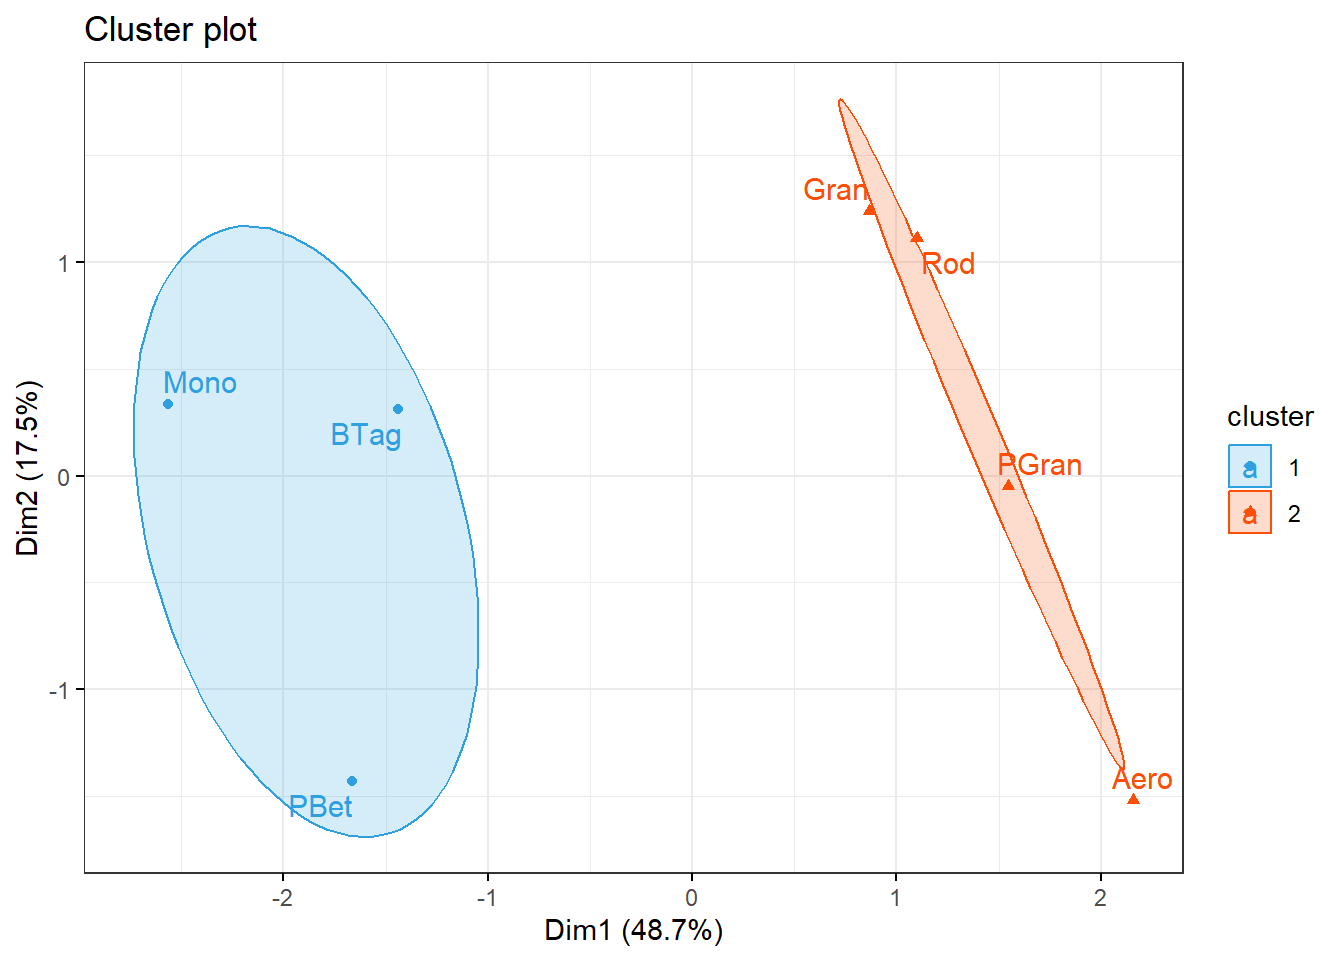 Cluster plot
Gran
Rod
Mono
BTag
PGran
Aero
PBet
1
0
-1
-2
-1
0
1
2
Dim1 (48.7%)
Dim2 (17.5%)
cluster
a 1
a 2